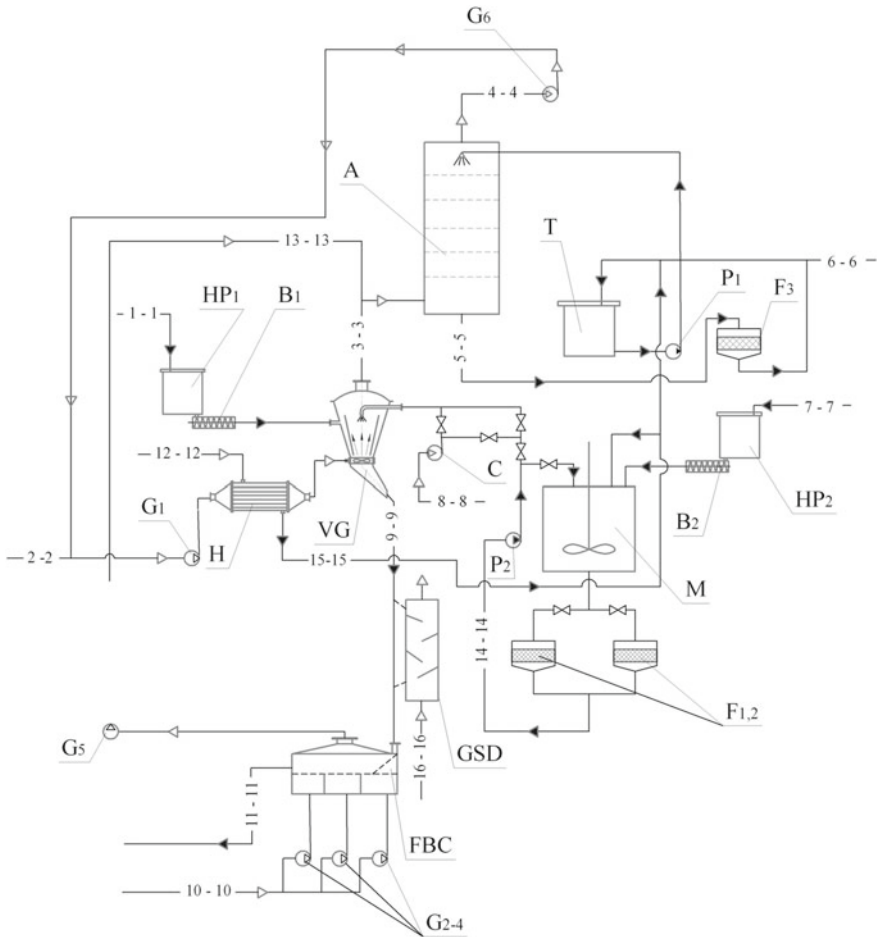 G6
4 - 4
A
13 - 13
T
6 - 6
P1
F3
HP1
B1
1 - 1
3 - 3
5 - 5
7 - 7
12 - 12
C
8 - 8
G1
H
VG
9 - 9
B2
HP2
2 - 2
15-15
P2
M
14 - 14
F1,2
G5
16 - 16
GSD
11 - 11
FBC
10 - 10
G2-4